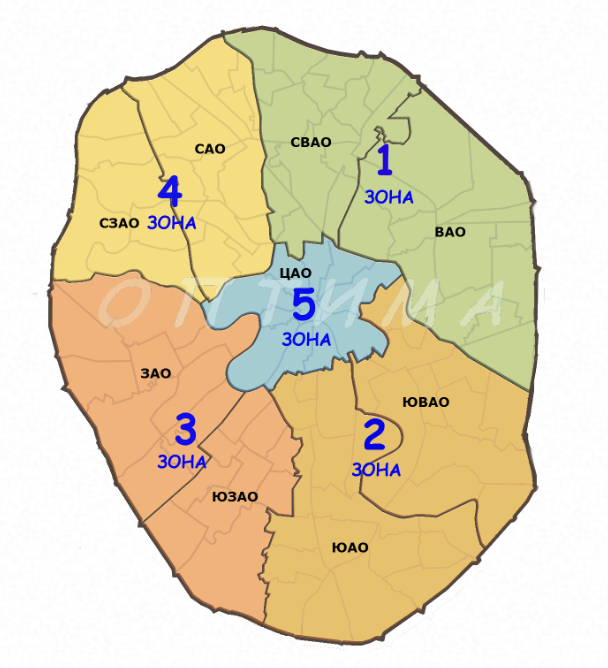 САО
СВАО
1
ЗОНА
4
ЗОНА
СЗАО
ВАО
ЦАО
5
ЗОНА
ОПТИМА
ЗАО
ЮВАО
3
ЗОНА
2
ЗОНА
ЮЗАО
ЮАО